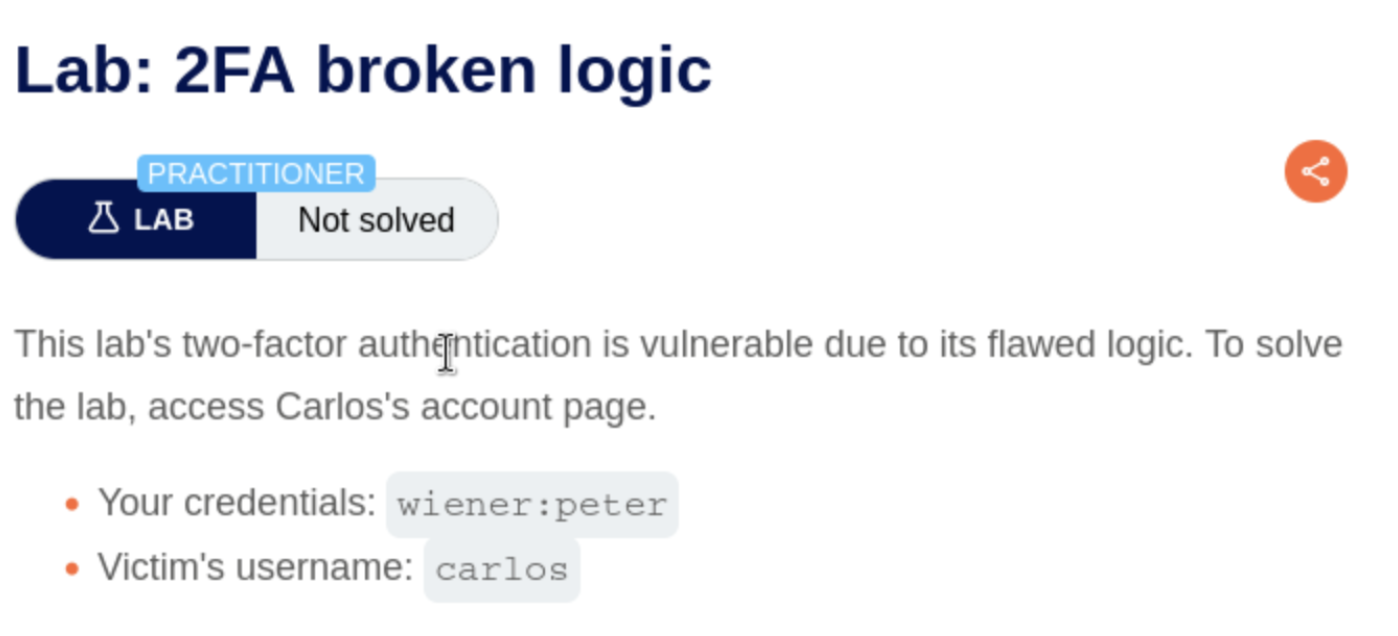 Lab: 2FA broken logic
PRACTITIONER
LAB Not solved
This lab's two-factor authentication is vulnerable due to its flawed logic. To solve
the lab, access Carlos's account page.
Your credentials: wiener:peter
Victim's username: carlos